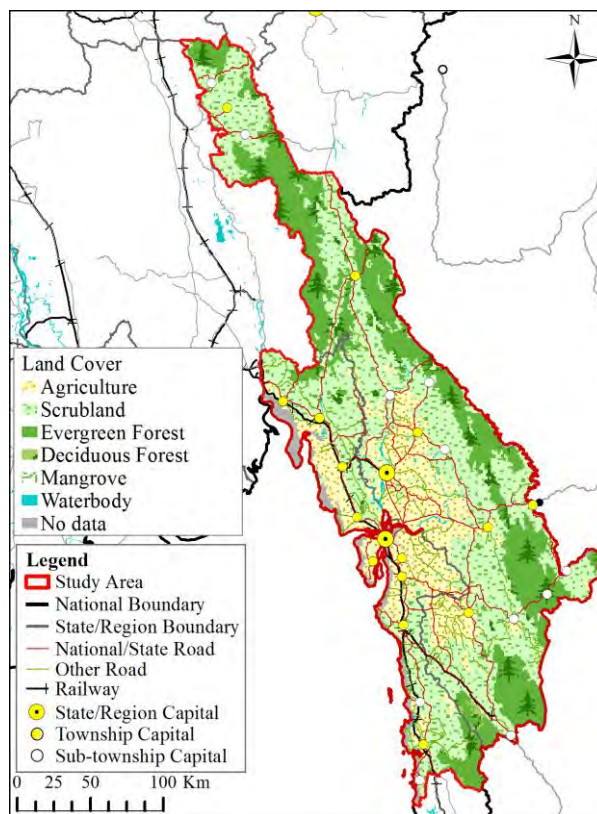 N
Land Cover
Agriculture
Scrubland
Evergreen Forest
Deciduous Forest
Mangrove
Waterbody
No data
Legend
Study Area
National Boundary
State/Region Boundary
National/State Road
Other Road
Railway
State/Region Capital
Township Capital
Sub-township Capital
0 25 50 100 Km